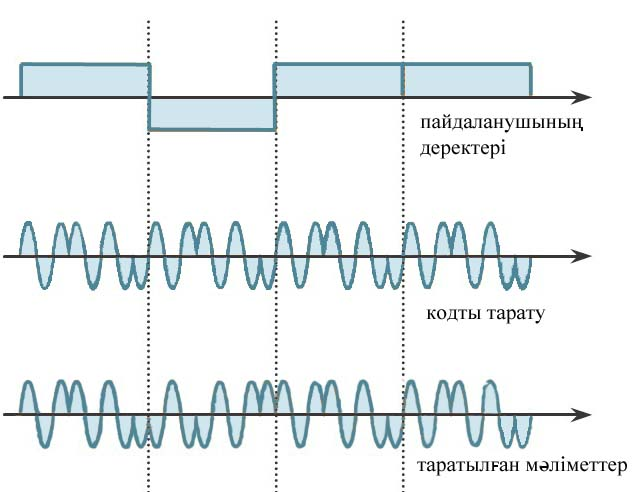 пайдаланушының
деректері
кодты тарату
таратылған мәліметтер